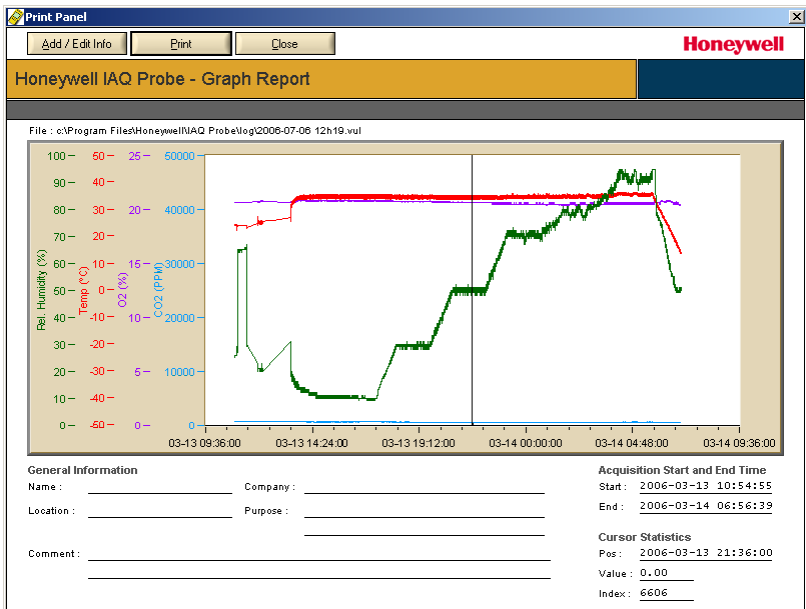 Print Panel
Add / Edit Info Print Close
Honeywell
Honeywell IAQ Probe - Graph Report
File : c:\Program Files\Honeywell\IAQ Probe\log\2006-07-06 12h19.vul
Rel. Humidity (%)
100
90
80
70
60
50
40
30
20
10
0
Temp (°C)
50
40
30
20
10
0
-10
-20
-30
-40
-50
O2 (%)
25
20
15
10
5
0
CO2 (PPM)
50000
40000
30000
20000
10000
0
03-13 09:36:00 03-13 14:24:00 03-13 19:12:00 03-14 00:00:00 03-14 04:48:00 03-14 09:36:00
General Information
Name :
Company :
Location :
Purpose :
Comment :
Acquisition Start and End Time
Start: 2006-03-13 10:54:55
End : 2006-03-14 06:56:39
Cursor Statistics
Pos : 2006-03-13 21:36:00
Value : 0.00
Index : 6606